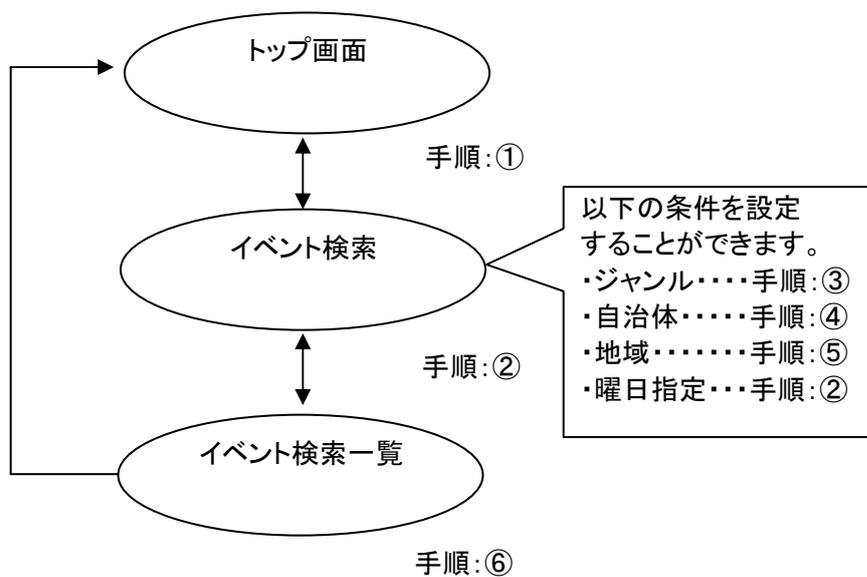 トップ画面
手順:①
イベント検索
以下の条件を設定
することができます。
・ジャンル・・・・手順:③
・自治体・・・・・手順:④
・地域・・・・・・・手順:⑤
・曜日指定・・・手順:②
手順:②
イベント検索一覧
手順:⑥